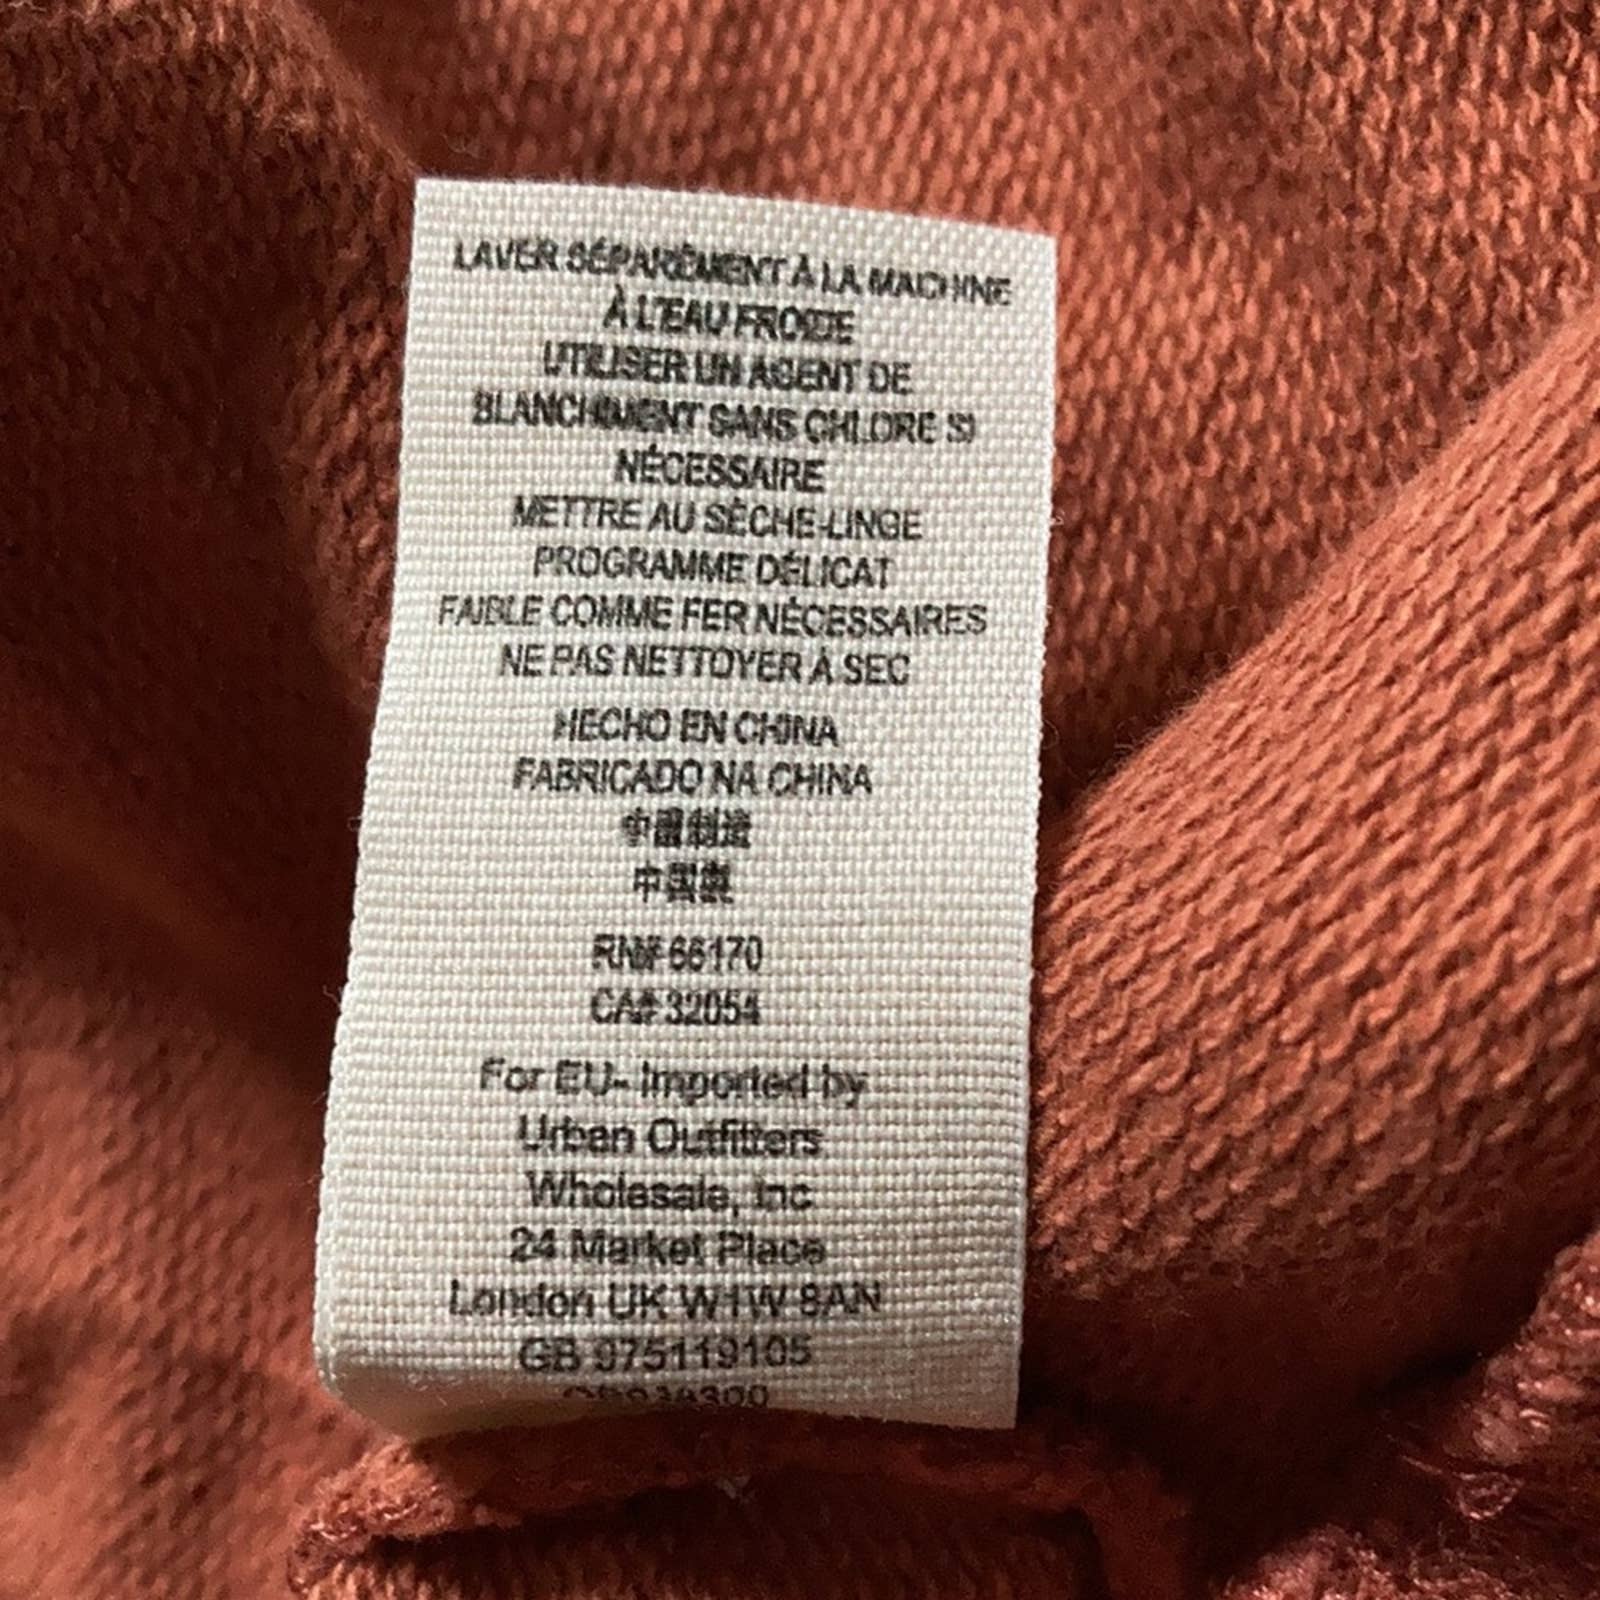 LAVER SÉPARÉMENT À LA MACHINE
À L'EAU FROIDE
UTILISER UN AGENT DE
BLANCHIMENT SANS CHLORE SI
NÉCESSAIRE
METTRE AU SÈCHE-LINGE
PROGRAMME DÉLICAT
FAIBLE COMME FER NÉCESSAIRES
NE PAS NETTOYER À SEC
HECHO EN CHINA
FABRICADO NA CHINA
中國制造
中国製
RN# 66170
CA# 32054
For EU- Imported by
Urban Outfitters
Wholesale, Inc
24 Market Place
London UK W1W 8AN
GB 975119105